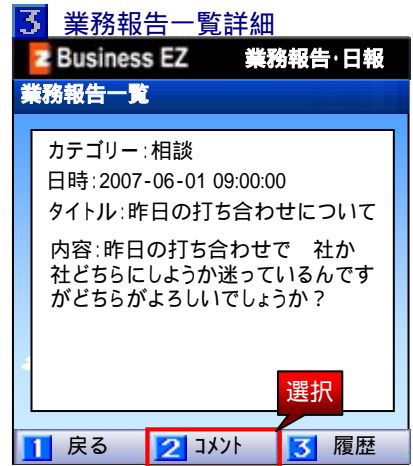 3 業務報告一覧詳細
Business EZ 業務報告・日報
業務報告一覧
カテゴリー:相談
日時:2007-06-01 09:00:00
タイトル:昨日の打ち合わせについて
内容:昨日の打ち合わせで　社か
社どちらにしようか迷っているんです
がどちらがよろしいでしょうか？
選択
1 戻る 2 コメント 3 履歴